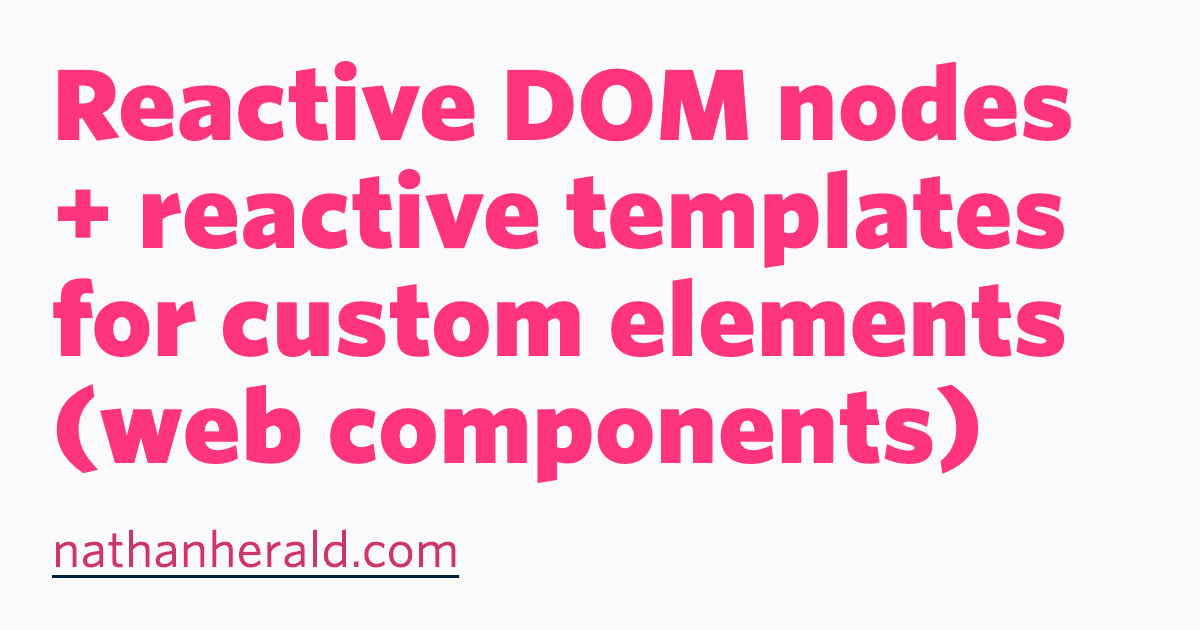 Reactive DOM nodes
+ reactive templates
for custom elements
(web components)
nathanherald.com